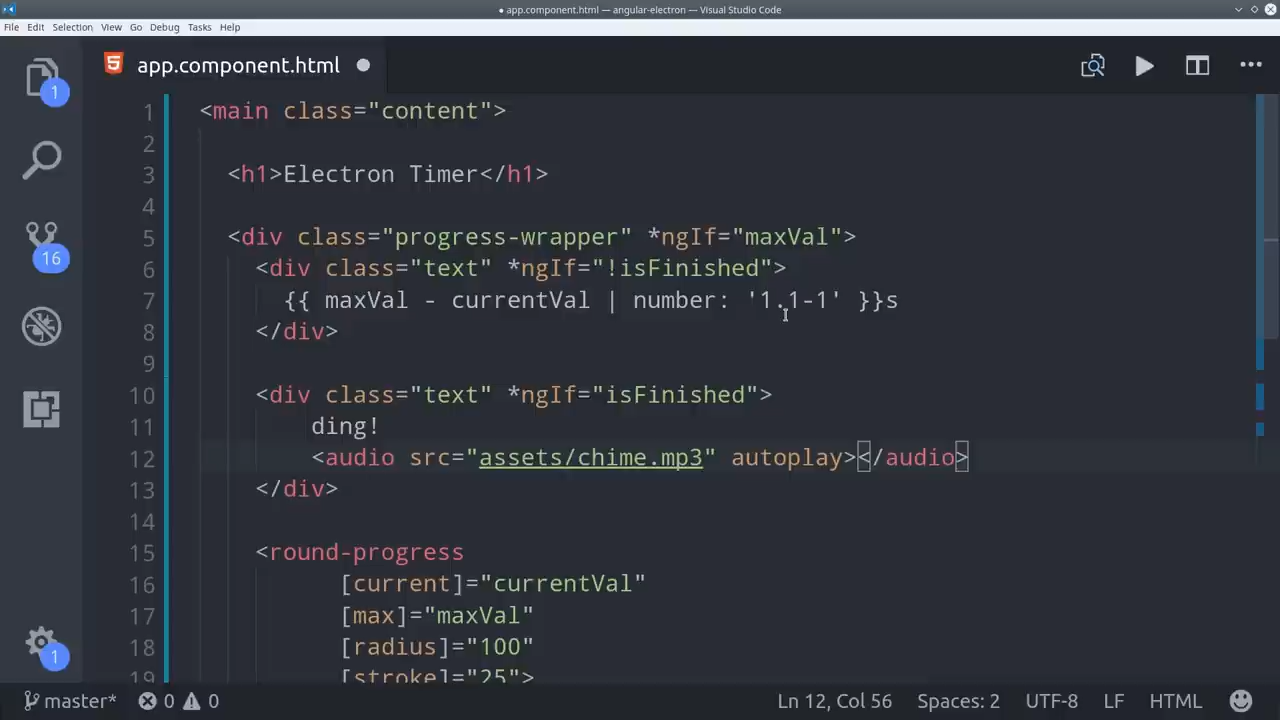 ● app.component.html — angular-electron — Visual Studio Code
File Edit Selection View Go Debug Tasks Help
1
app.component.html
1 <main class="content">
2
3 <h1>Electron Timer</h1>
4
5 <div class="progress-wrapper" *ngIf="maxVal">
6 <div class="text" *ngIf="!isFinished">
7 {{ maxVal - currentVal | number: '1.1-1' }}s
8 </div>
16
9
10 <div class="text" *ngIf="isFinished">
11 ding!
12 <audio src="assets/chime.mp3" autoplay></audio>
13 </div>
14
15 <round-progress
16 [current]="currentVal"
17 [max]="maxVal"
18 [radius]="100"
19 [stroke]="25">
1
master* 0 0 Ln 12, Col 56 Spaces: 2 UTF-8 LF HTML